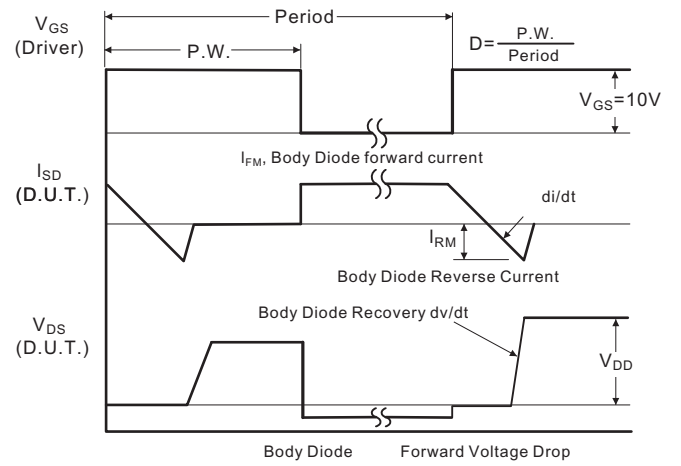 V_GS
(Driver)
Period
P.W.
D= P.W.
Period
V_GS=10V
I_FM, Body Diode forward current
I_SD
(D.U.T.)
di/dt
I_RM
Body Diode Reverse Current
Body Diode Recovery dv/dt
V_DS
(D.U.T.)
V_DD
Body Diode Forward Voltage Drop